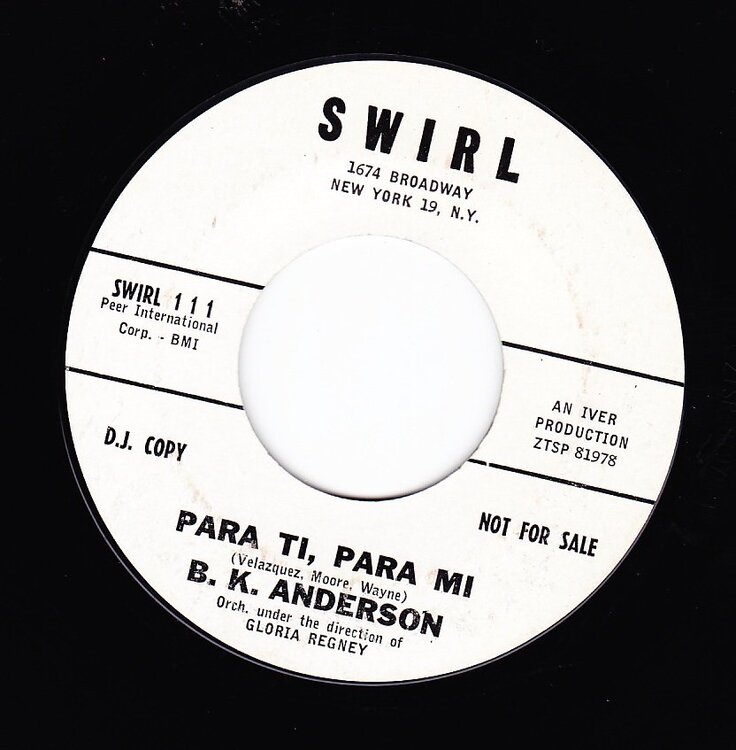 SWIRL
1674 BROADWAY
NEW YORK 19, N.Y.
SWIRL 111
Peer International
Corp. - BMI
AN IVER
PRODUCTION
ZTSP 81978
D.J. COPY
NOT FOR SALE
PARA TI, PARA MI
(Velazquez, Moore, Wayne)
B. K. ANDERSON
Orch. under the direction of
GLORIA REGNEY